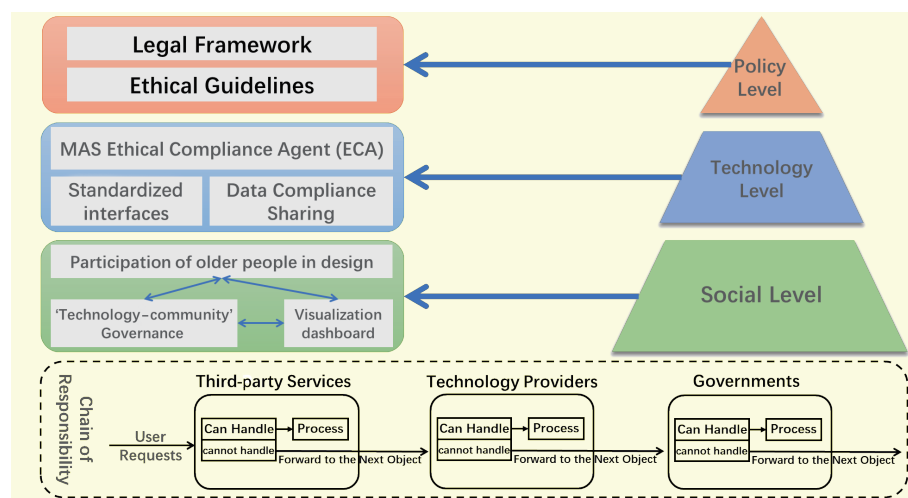 Legal Framework
Ethical Guidelines
Policy
Level
MAS Ethical Compliance Agent (ECA)
Standardized
interfaces
Data Compliance
Sharing
Technology
Level
Participation of older people in design
‘Technology–community’
Governance
Visualization
dashboard
Social Level
Chain of
Responsibility
User
Requests
Third-party Services
Can Handle
Process
cannot handle
Forward to the Next Object
Technology Providers
Can Handle
Process
cannot handle
Forward to the Next Object
Governments
Can Handle
Process
cannot handle
Forward to the Next Object